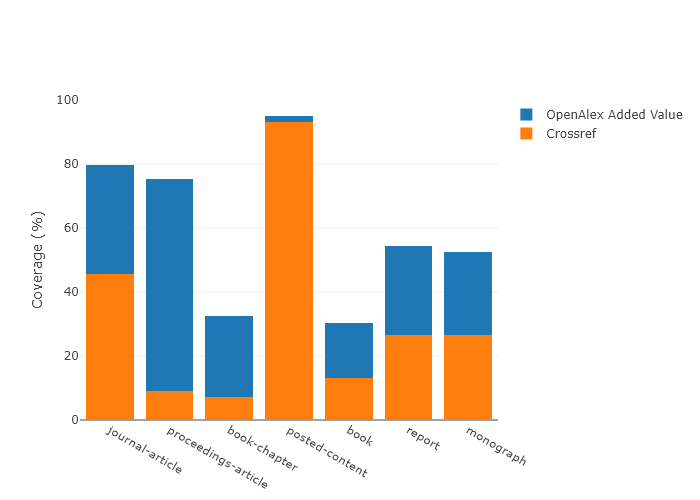 100
80
60
40
20
0
Coverage (%)
journal-article
proceedings-article
book-chapter
posted-content
book
report
monograph
OpenAlex Added Value
Crossref